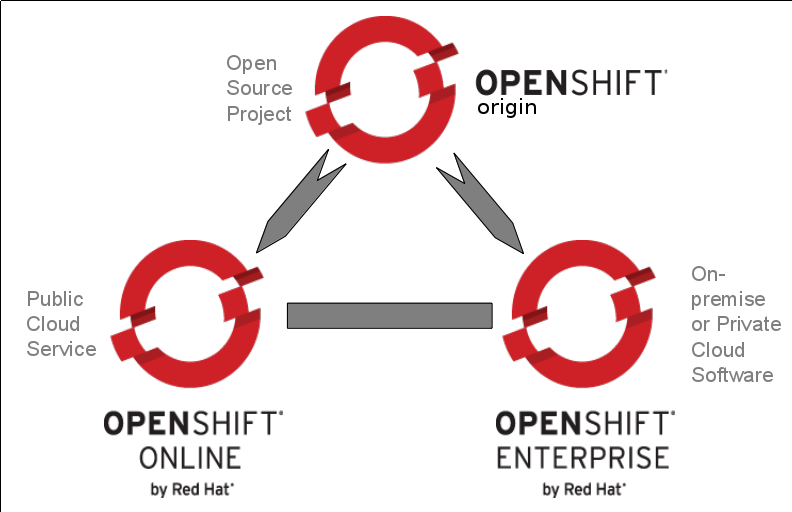 Open
Source
Project
OPENSHIFT
origin
Public
Cloud
Service
On-
premise
or Private
Cloud
Software
OPENSHIFT
ONLINE
by Red Hat
OPENSHIFT
ENTERPRISE
by Red Hat